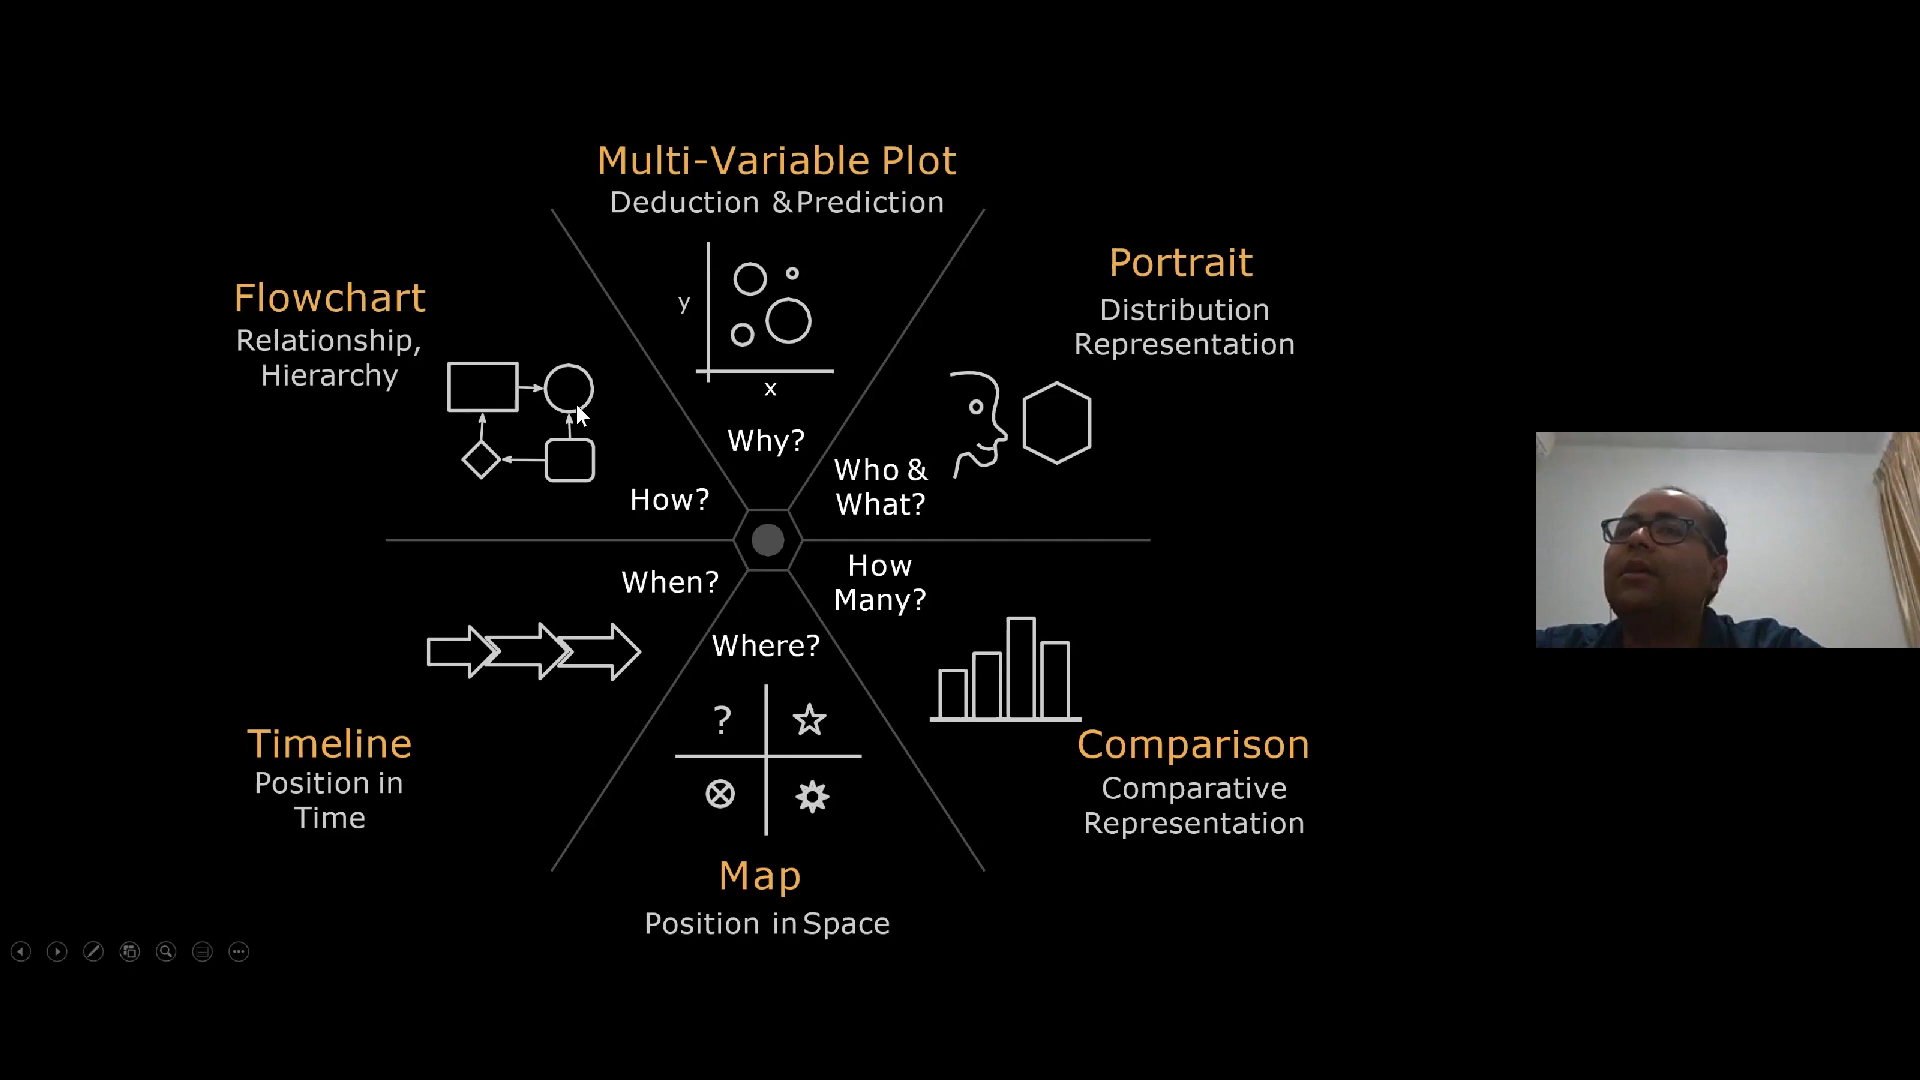 Multi-Variable Plot
Deduction &Prediction
y
x
Why?
Portrait
Distribution
Representation
Who &
What?
How
Many?
Comparison
Comparative
Representation
Where?
?
Map
Position in Space
When?
Timeline
Position in
Time
Flowchart
Relationship,
Hierarchy
How?